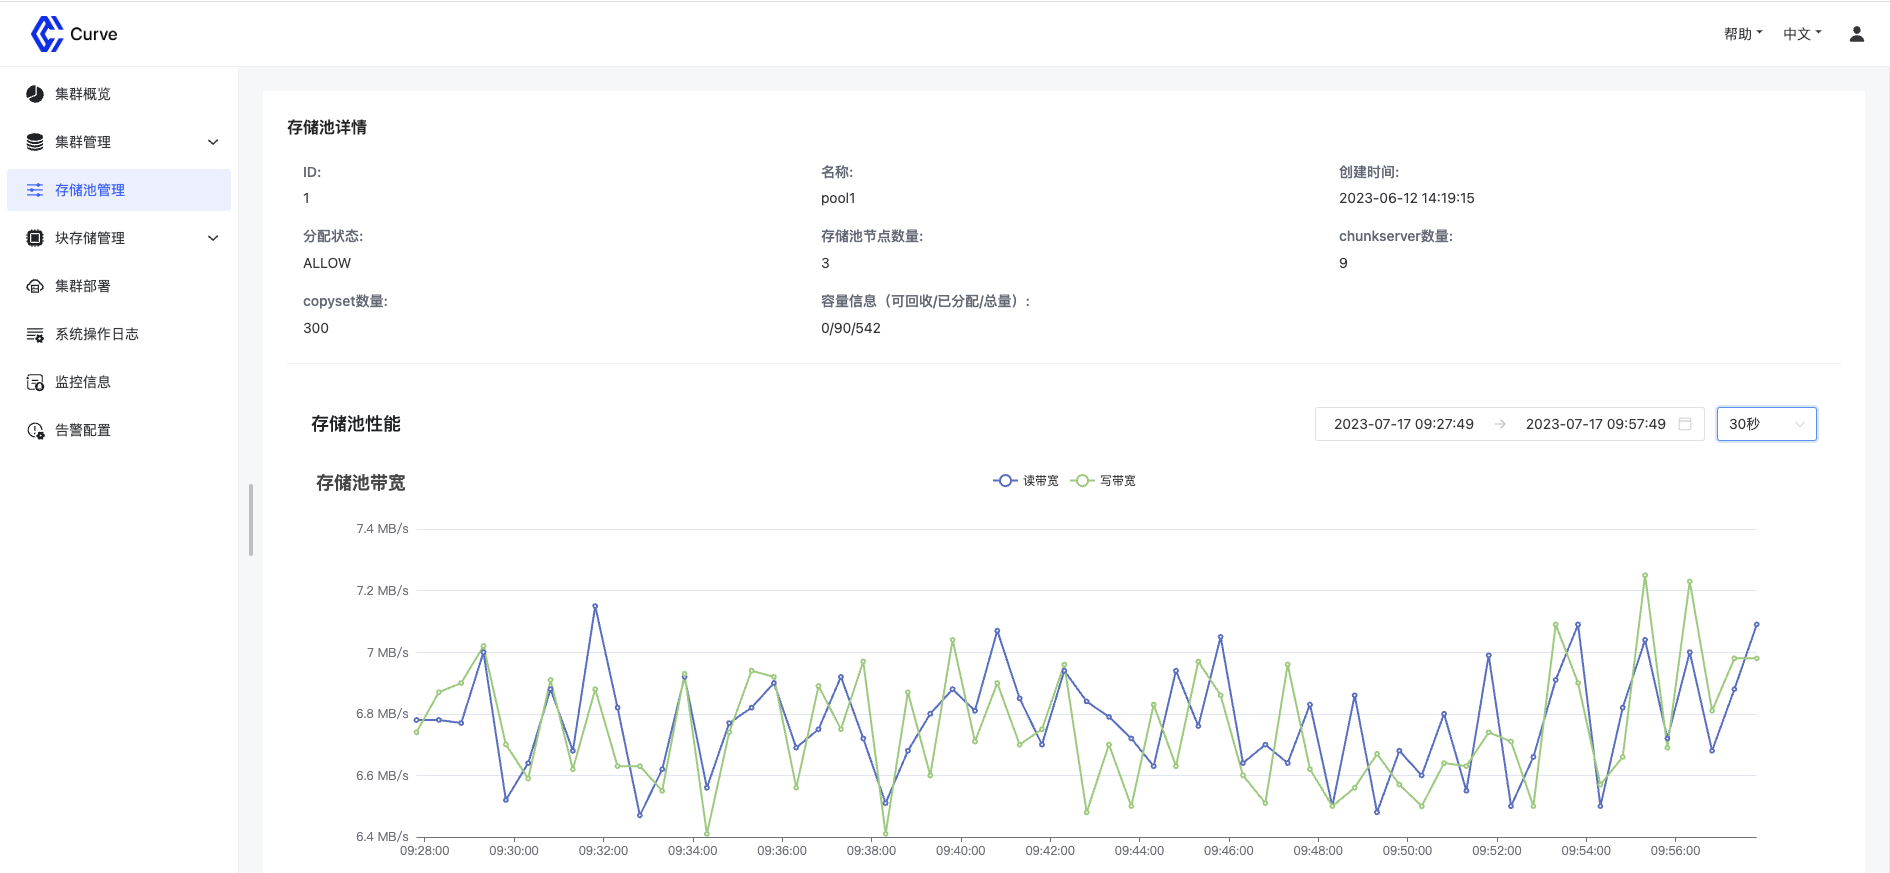 Curve
帮助
中文
集群概览
集群管理
存储池管理
块存储管理
集群部署
系统操作日志
监控信息
告警配置
存储池详情
ID:
名称:
创建时间:
1
pool1
2023-06-12 14:19:15
分配状态:
存储池节点数量:
chunkserver数量:
ALLOW
3
9
copyset数量:
容量信息（可回收/已分配/总量）:
300
0/90/542
存储池性能
2023-07-17 09:27:49
2023-07-17 09:57:49
30秒
存储池带宽
读带宽
写带宽
7.4 MB/s
7.2 MB/s
7 MB/s
6.8 MB/s
6.6 MB/s
6.4 MB/s
09:28:00
09:30:00
09:32:00
09:34:00
09:36:00
09:38:00
09:40:00
09:42:00
09:44:00
09:46:00
09:48:00
09:50:00
09:52:00
09:54:00
09:56:00